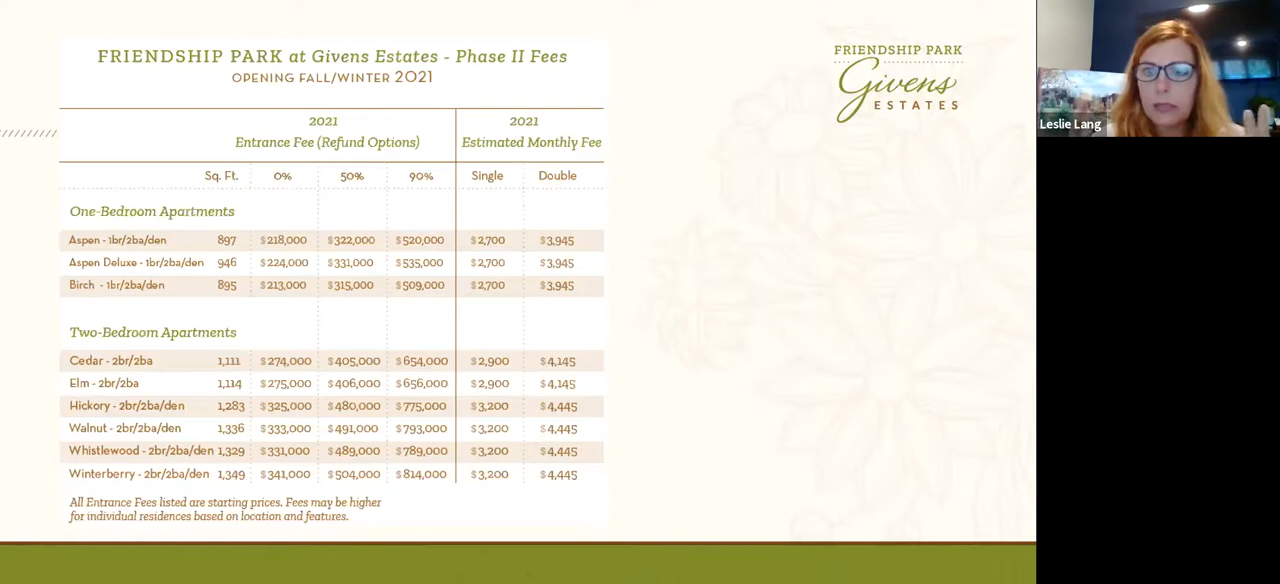 FRIENDSHIP PARK at Givens Estates - Phase II Fees
OPENING FALL/WINTER 2021
2021 2021
Entrance Fee (Refund Options) Estimated Monthly Fee
Sq. Ft. 0% 50% 90% Single Double
One-Bedroom Apartments
Aspen - 1br/2ba/den 897 $218,000 $322,000 $520,000 $2,700 $3,945
Aspen Deluxe - 1br/2ba/den 946 $224,000 $331,000 $535,000 $2,700 $3,945
Birch - 1br/2ba/den 895 $213,000 $315,000 $509,000 $2,700 $3,945
Two-Bedroom Apartments
Cedar - 2br/2ba 1,111 $274,000 $405,000 $654,000 $2,900 $4,145
Elm - 2br/2ba 1,114 $275,000 $406,000 $656,000 $2,900 $4,145
Hickory - 2br/2ba/den 1,283 $325,000 $480,000 $775,000 $3,200 $4,445
Walnut - 2br/2ba/den 1,336 $333,000 $491,000 $793,000 $3,200 $4,445
Whistlewood - 2br/2ba/den 1,329 $331,000 $489,000 $789,000 $3,200 $4,445
Winterberry - 2br/2ba/den 1,349 $341,000 $504,000 $814,000 $3,200 $4,445
All Entrance Fees listed are starting prices. Fees may be higher
for individual residences based on location and features.
FRIENDSHIP PARK
Givens
ESTATES
Leslie Lang